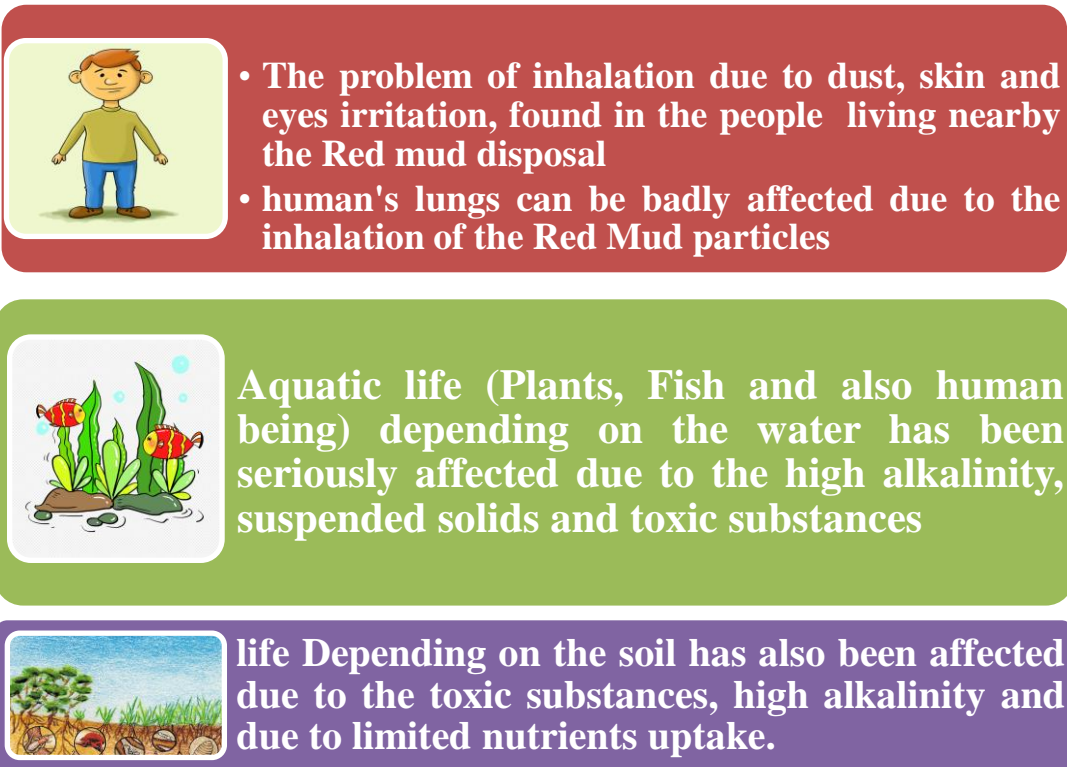 • The problem of inhalation due to dust, skin and
eyes irritation, found in the people living nearby
the Red mud disposal
• human's lungs can be badly affected due to the
inhalation of the Red Mud particles
Aquatic life (Plants, Fish and also human
being) depending on the water has been
seriously affected due to the high alkalinity,
suspended solids and toxic substances
life Depending on the soil has also been affected
due to the toxic substances, high alkalinity and
due to limited nutrients uptake.